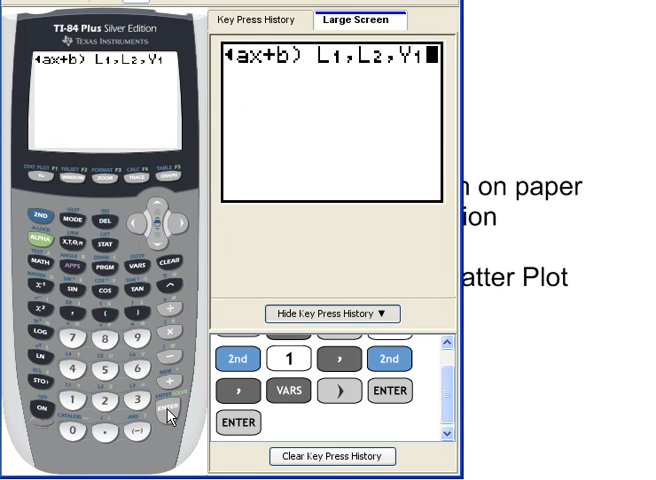 Key Press History Large Screen
TI-84 Plus Silver Edition
TEXAS INSTRUMENTS
ax+b) L1,L2,Y1
ax+b) L1,L2,Y1
STAT PLOT F1 TBLSET F2 FORMAT F3 CALC F4 TABLE F5
Y= WINDOW ZOOM TRACE GRAPH
2ND MODE DEL
ALPHA X,T,Θ,n STAT
MATH APPS PRGM VARS CLEAR
x-1 SIN COS TAN ^
x2 , ( ) ÷
LOG 7 8 9 ×
LN 4 5 6 −
STO› 1 2 3 +
ON 0 . (−) ENTER
n on paper
ion
atter Plot
Hide Key Press History ▼
2nd 1 , 2nd
, VARS ) ENTER
ENTER
Clear Key Press History